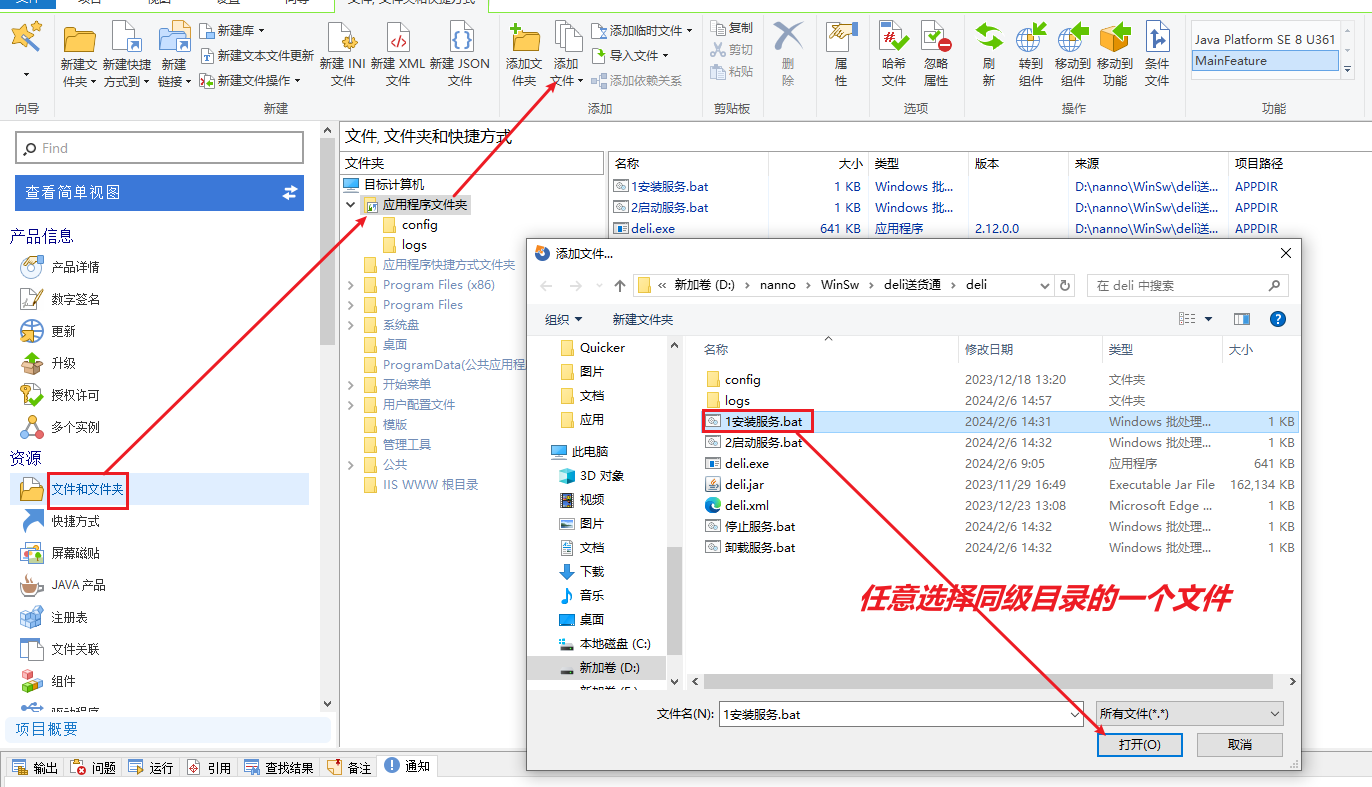 文件, 文件夹和快捷方式
新建文件夹
新建快捷方式到
新建链接
新建库
新建文本文件更新
新建文件操作
新建 INI 文件
新建 XML 文件
新建 JSON 文件
添加文件夹
添加文件
添加临时文件
导入文件
添加依赖关系
复制
剪切
粘贴
删除
属性
哈希文件
忽略属性
刷新
转到组件
移动到组件
移动到功能
条件文件
Java Platform SE 8 U361
MainFeature
向导
新建
添加
剪贴板
选项
操作
功能
Find
查看简单视图
产品信息
产品详情
数字签名
更新
升级
授权许可
多个实例
资源
文件和文件夹
快捷方式
屏幕磁贴
JAVA 产品
注册表
文件关联
组件
驱动程序
项目概要
文件, 文件夹和快捷方式
文件夹
目标计算机
应用程序文件夹
config
logs
应用程序快捷方式文件夹
Program Files (x86)
Program Files
系统盘
桌面
ProgramData(公共应用程
开始菜单
用户配置文件
模版
管理工具
公共
IIS WWW 根目录
名称 大小 类型 版本 来源 项目路径
1安装服务.bat 1 KB Windows 批... D:\nanno\WinSw\deli送... APPDIR
2启动服务.bat 1 KB Windows 批... D:\nanno\WinSw\deli送... APPDIR
deli.exe 641 KB 应用程序 2.12.0.0 D:\nanno\WinSw\deli送... APPDIR
添加文件...
« 新加卷 (D:) › nanno › WinSw › deli送货通 › deli
在 deli 中搜索
组织 新建文件夹
Quicker
图片
文档
应用
此电脑
3D 对象
视频
图片
文档
下载
音乐
桌面
本地磁盘 (C:)
新加卷 (D:)
名称 修改日期 类型 大小
config 2023/12/18 13:20 文件夹
logs 2024/2/6 14:57 文件夹
1安装服务.bat 2024/2/6 14:31 Windows 批处理... 1 KB
2启动服务.bat 2024/2/6 14:32 Windows 批处理... 1 KB
deli.exe 2024/2/6 9:05 应用程序 641 KB
deli.jar 2023/11/29 16:49 Executable Jar File 162,134 KB
deli.xml 2023/12/23 13:08 Microsoft Edge ... 1 KB
停止服务.bat 2024/2/6 14:32 Windows 批处理... 1 KB
卸载服务.bat 2024/2/6 14:32 Windows 批处理... 1 KB
任意选择同级目录的一个文件
文件名(N): 1安装服务.bat 所有文件(*.*)
打开(O) 取消
输出 问题 运行 引用 查找结果 备注 通知